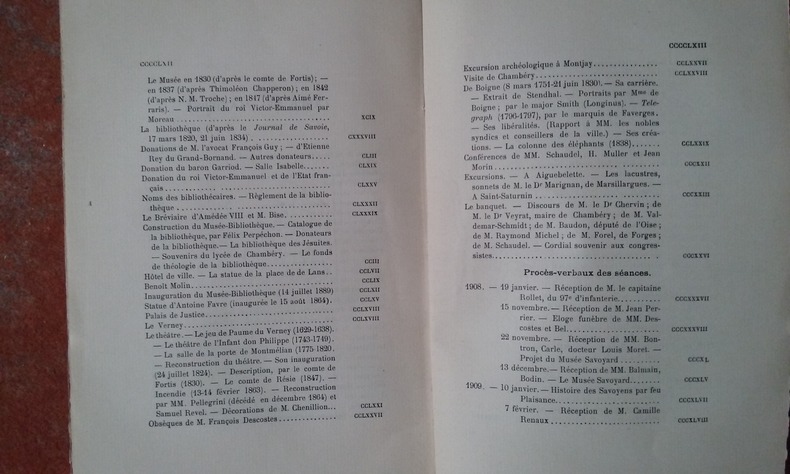 CCCCLXII
Le Musée en 1830 (d'après le comte de Fortis); —
en 1837 (d'après Thimoléon Chapperon); en 1842
(d'après N. M. Troche); en 1847 (d'après Aimé Fer-
raris). — Portrait du roi Victor-Emmanuel par
Moreau ........ XCIX
La bibliothèque (d'après le Journal de Savoie,
17 mars 1820, 21 juin 1834). ........ CXXXVIII
Donations de M. l'avocat François Guy; — d'Etienne
Rey du Grand-Bornand. — Autres donateurs..... CLIII
Donation du baron Garriod. — Salle Isabelle....... CLIX
Donation du roi Victor-Emmanuel et de l'Etat fran-
çais ........ CLXXV
Noms des bibliothécaires. — Règlement de la biblio-
thèque ........ CLXXXII
Le Bréviaire d'Amédée VIII et M. Bise. ........ CLXXXIX
Construction du Musée-Bibliothèque. — Catalogue de
la bibliothèque, par Félix Perpéchon. — Donateurs
de la bibliothèque. — La bibliothèque des Jésuites.
— Souvenirs du lycée de Chambéry. — Le fonds
de théologie de la bibliothèque........ CCIII
Hôtel de ville. — La statue de la place de de Lans.. CCLVII
Benoît Molin ........ CCLIX
Inauguration du Musée-Bibliothèque (14 juillet 1889) CCLXII
Statue d'Antoine Favre (inaugurée le 15 août 1864). CCLXV
Palais de Justice ........ CCLXVIII
Le Verney ........ CCLXVIII
Le théâtre. — Le jeu de Paume du Verney (1629-1638).
— Le théâtre de l'Infant don Philippe (1743-1749).
— La salle de la porte de Montmélian (1775-1820.
— Reconstruction du théâtre. — Son inauguration
(24 juillet 1824). — Description, par le comte de
Fortis (1830). — Le comte de Résie (1847). —
Incendie (13-14 février 1863). — Reconstruction
par MM. Pellegrini (décédé en décembre 1864) et
Samuel Revel. — Décorations de M. Chenillion... CCLXXI
Obsèques de M. François Descostes ........ CCLXXVII
CCCCLXIII
Excursion archéologique à Montjay........ CCLXXVII
Visite de Chambéry........ CCLXXVIII
De Boigne (8 mars 1751-21 juin 1830). — Sa carrière.
— Extrait de Stendhal. — Portraits par Mme de
Boigne; par le major Smith (Longinus). — Tele-
graph (1796-1797), par le marquis de Faverges.
— Ses libéralités. (Rapport à MM. les nobles
syndics et conseillers de la ville.) — Ses créa-
tions. — La colonne des éléphants (1838)....... CCLXXIX
Conférences de MM. Schaudel, H. Muller et Jean
Morin ........ CCCXXII
Excursions. — A Aiguebelette. — Les lacustres,
sonnets de M. le Dr Marignan, de Marsillargues. —
A Saint-Saturnin ........ CCCXXIII
Le banquet. — Discours de M. le Dr Chervin; de
M. le Dr Veyrat, maire de Chambéry; de M. Val-
demar-Schmidt; de M. Baudon, député de l'Oise;
de M. Raymond Michel; de M. Forel, de Forges;
de M. Schaudel. — Cordial souvenir aux congres-
sistes........ CCCXXVI
Procès-verbaux des séances.
1908. — 19 janvier. — Réception de M. le capitaine
Rollet, du 97e d'infanterie........ CCCXXXVII
15 novembre. — Réception de M. Jean Per-
rier. — Eloge funèbre de MM. Des-
costes et Bel........ CCCXXXVIII
22 novembre. — Réception de MM. Bon-
tron, Carle, docteur Louis Moret. —
Projet du Musée Savoyard ........ CCCXL
13 décembre. — Réception de MM. Balmain,
Bodin. — Le Musée Savoyard....... CCCXLV
1909. — 10 janvier. — Histoire des Savoyens par feu
Plaisance........ CCCXLVII
7 février. — Réception de M. Camille
Renaux ........ CCCXLVIII